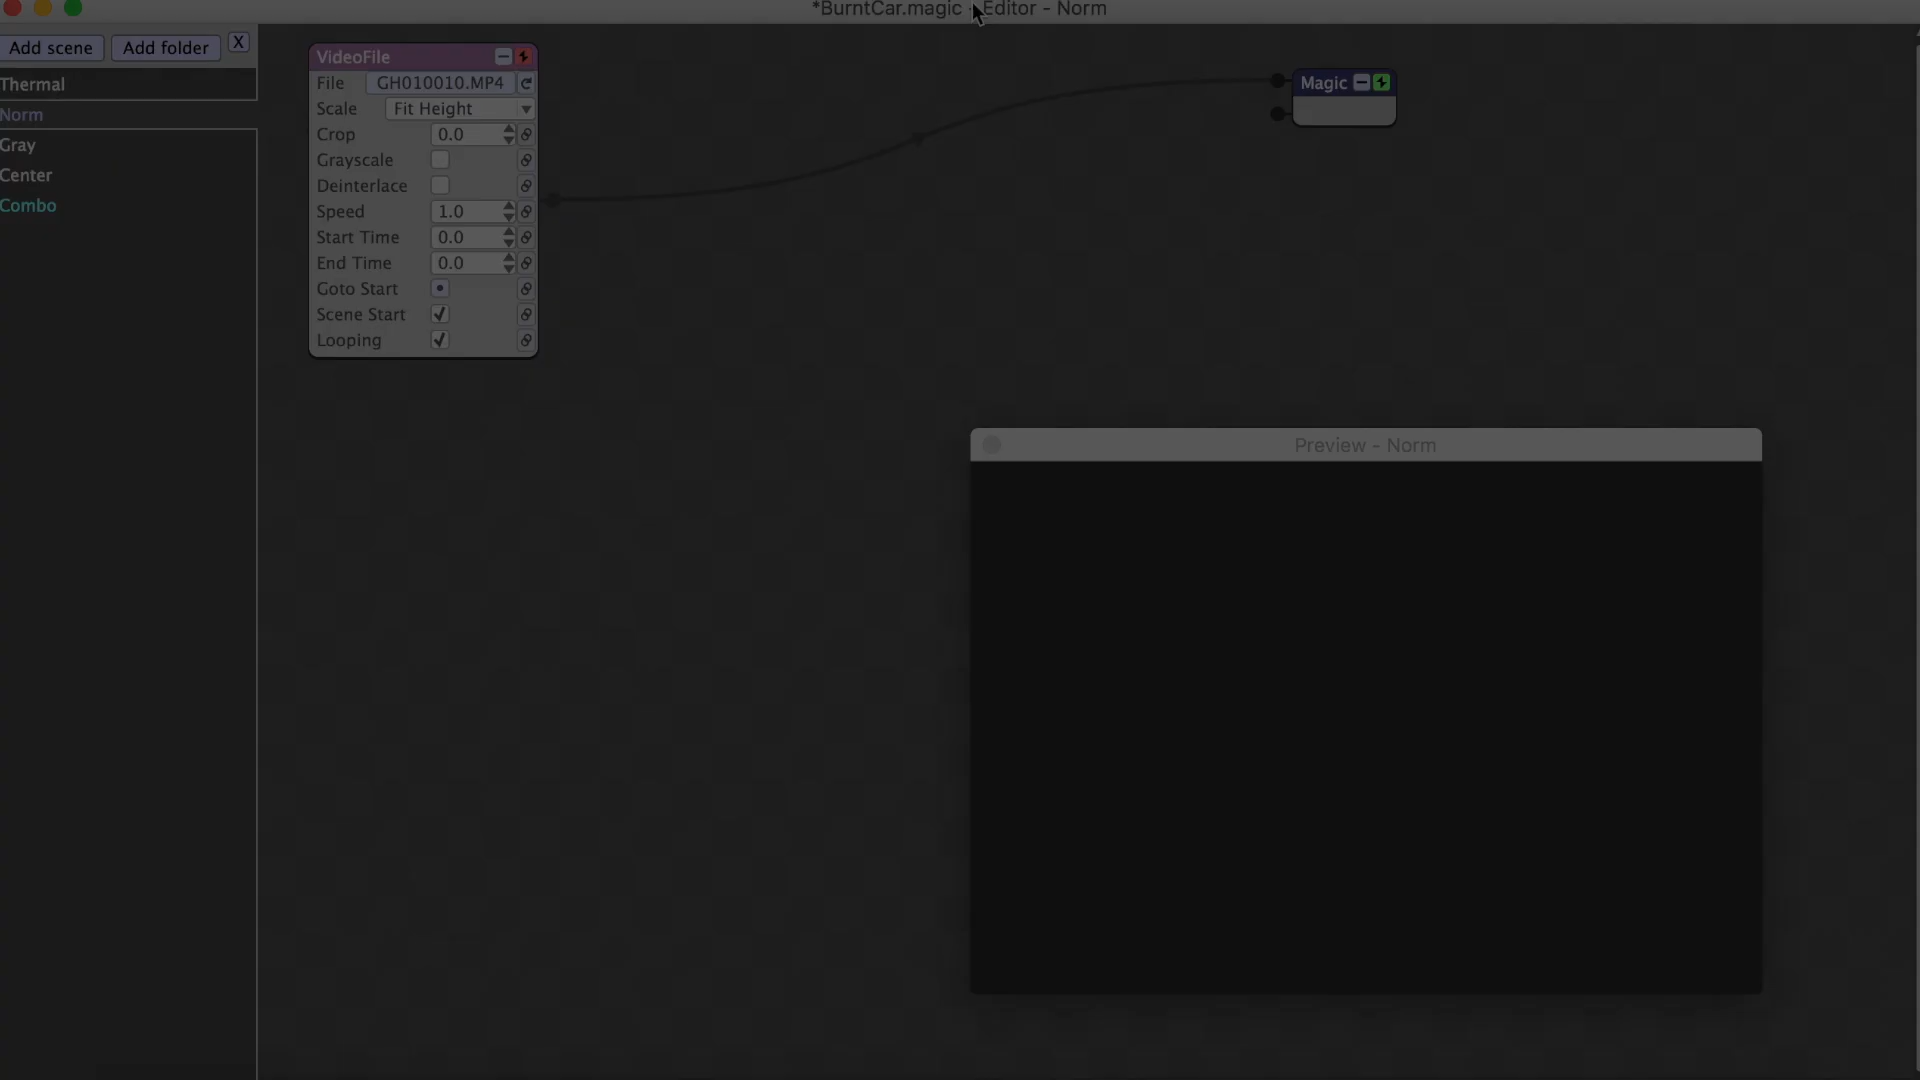 *BurntCar.magic - Editor - Norm
Add scene
Add folder
X
Thermal
Norm
Gray
Center
Combo
VideoFile
File GH010010.MP4
Scale Fit Height
Crop 0.0
Grayscale
Deinterlace
Speed 1.0
Start Time 0.0
End Time 0.0
Goto Start
Scene Start
Looping
Magic
Preview - Norm